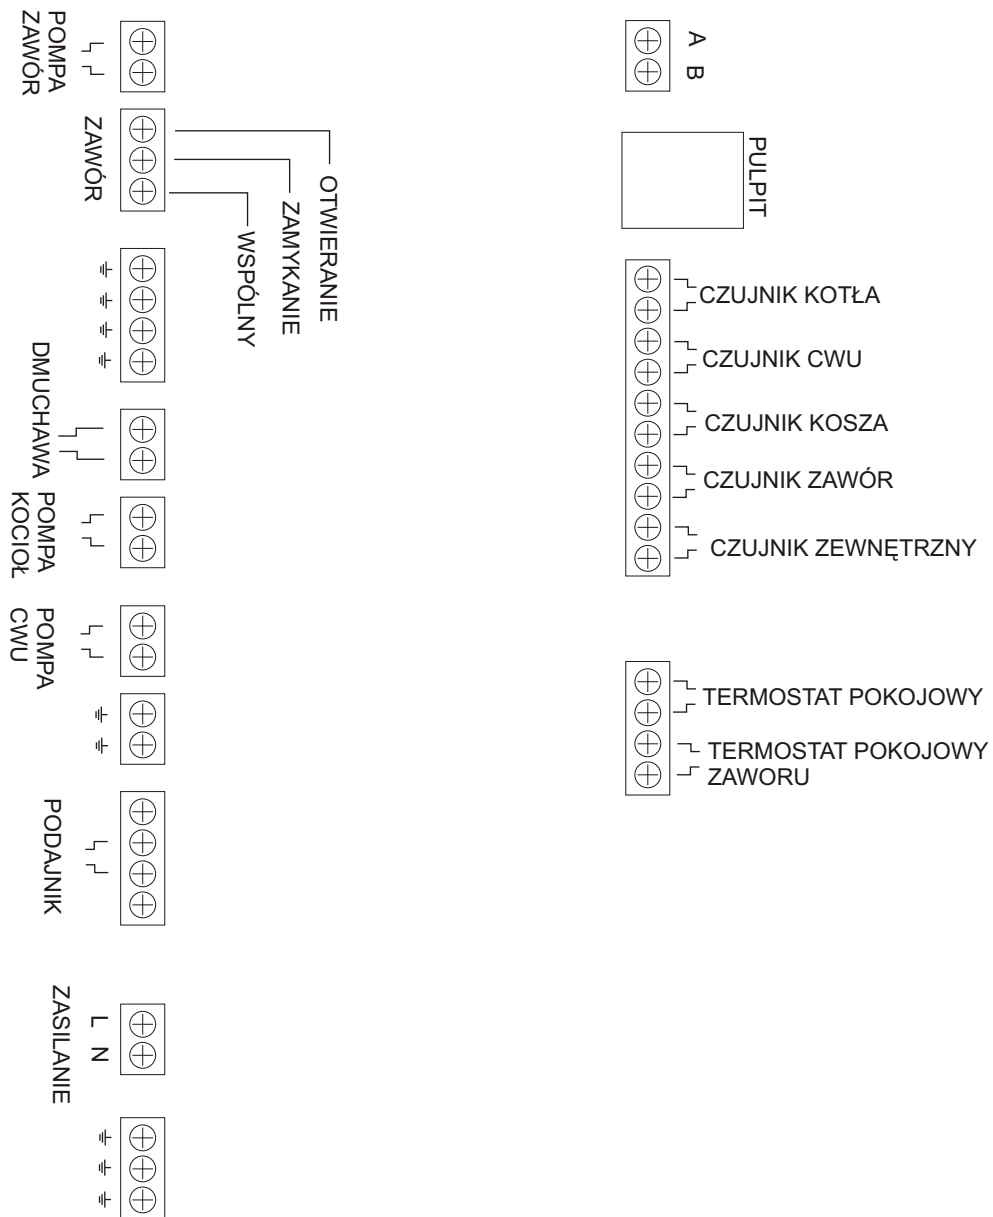 POMPA
ZAWÓR
ZAWÓR
OTWIERANIE
ZAMYKANIE
WSPÓLNY
DMUCHAWA
POMPA
KOCIOŁ
POMPA
CWU
PODAJNIK
ZASILANIE
L N
A B
PULPIT
CZUJNIK KOTŁA
CZUJNIK CWU
CZUJNIK KOSZA
CZUJNIK ZAWÓR
CZUJNIK ZEWNĘTRZNY
TERMOSTAT POKOJOWY
TERMOSTAT POKOJOWY
ZAWORU